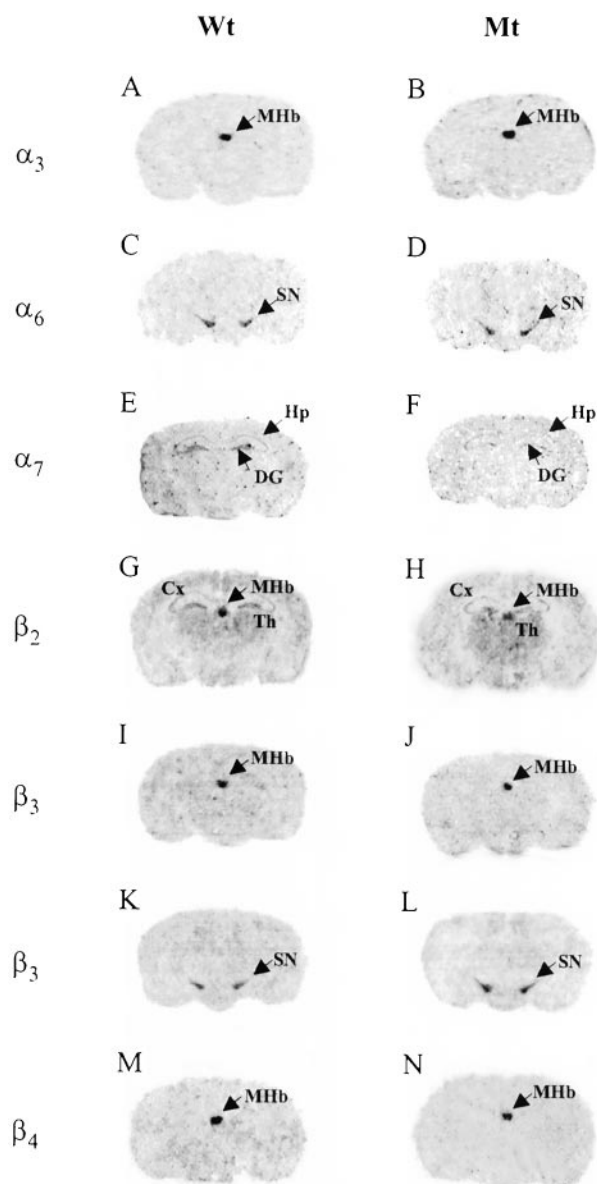 Wt Mt
A B
MHb MHb
α3
C D
SN SN
α6
E F
Hp Hp
α7
DG DG
G H
Cx MHb Cx MHb
β2
Th Th
I J
MHb MHb
β3
K L
SN SN
β3
M N
MHb MHb
β4